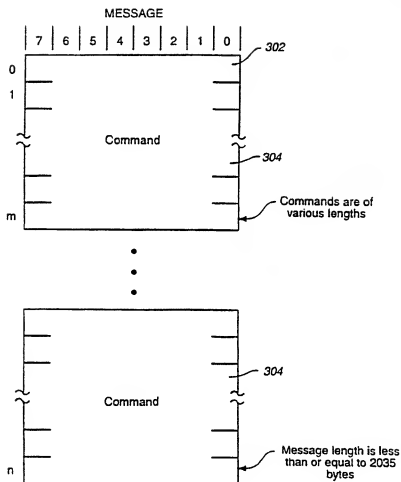 MESSAGE
7 6 5 4 3 2 1 0
302
0
1
Command
304
m
Commands are of
various lengths
304
Command
n
Message length is less
than or equal to 2035
bytes